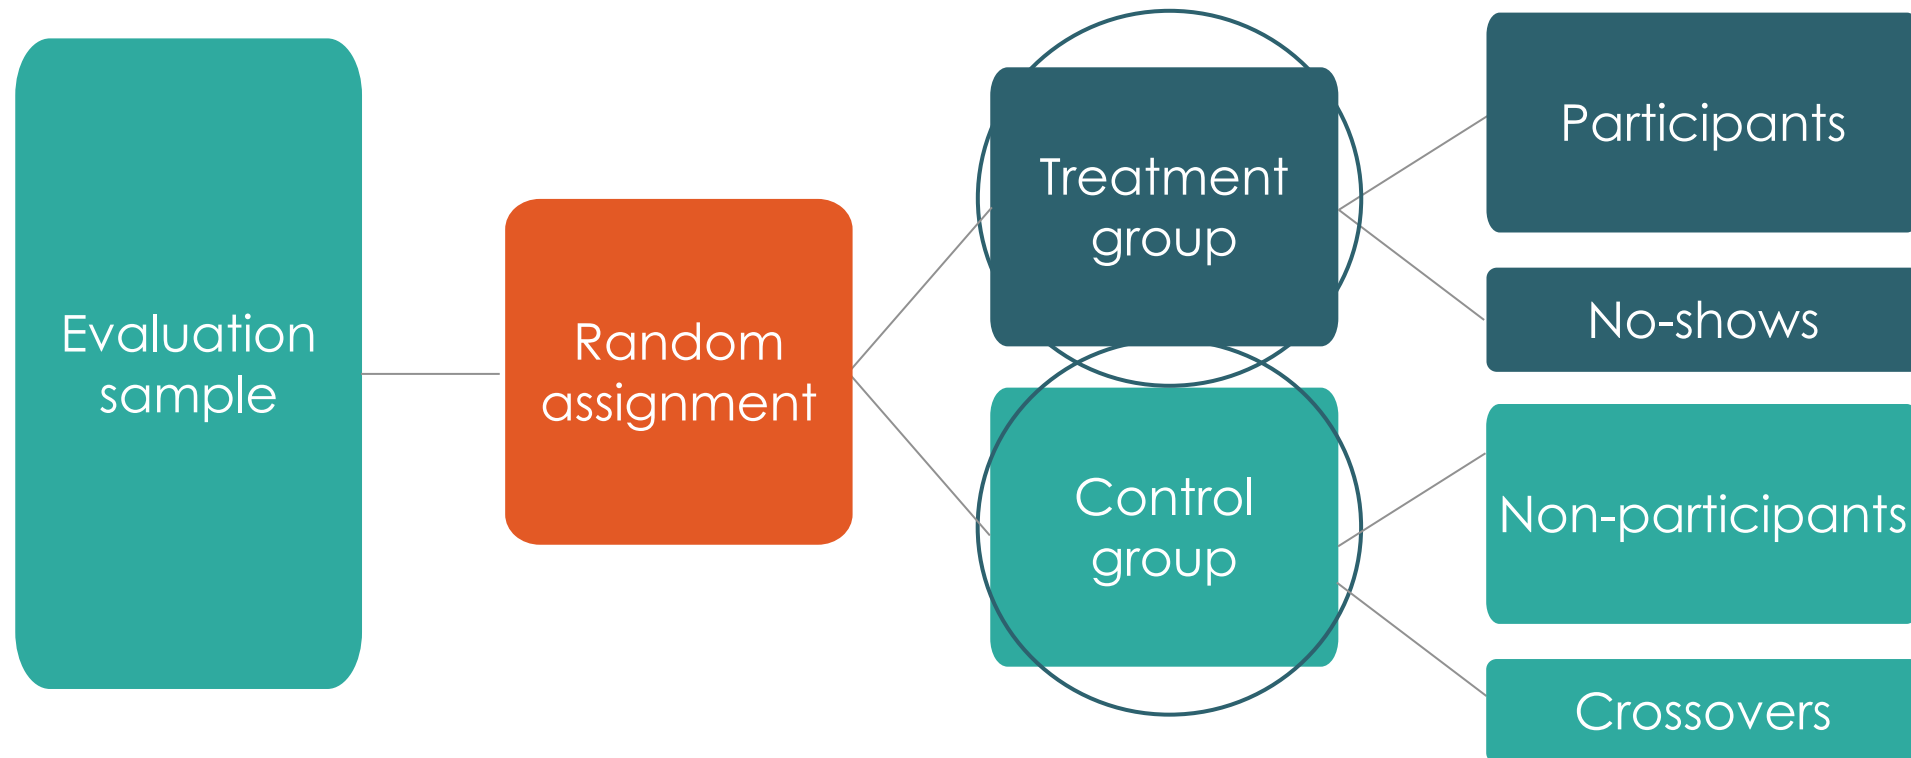 Evaluation
sample
Random
assignment
Treatment
group
Control
group
Participants
No-shows
Non-participants
Crossovers